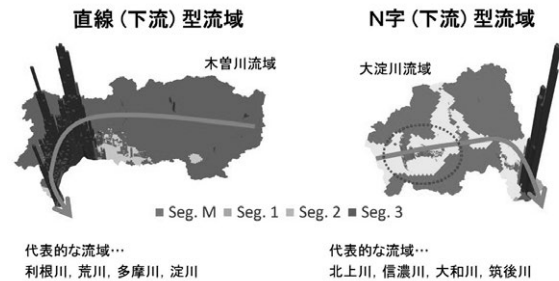 直線(下流)型流域
N字(下流)型流域
木曽川流域
大淀川流域
Seg. M Seg. 1 Seg. 2 Seg. 3
代表的な流域…
利根川, 荒川, 多摩川, 淀川
代表的な流域…
北上川, 信濃川, 大和川, 筑後川